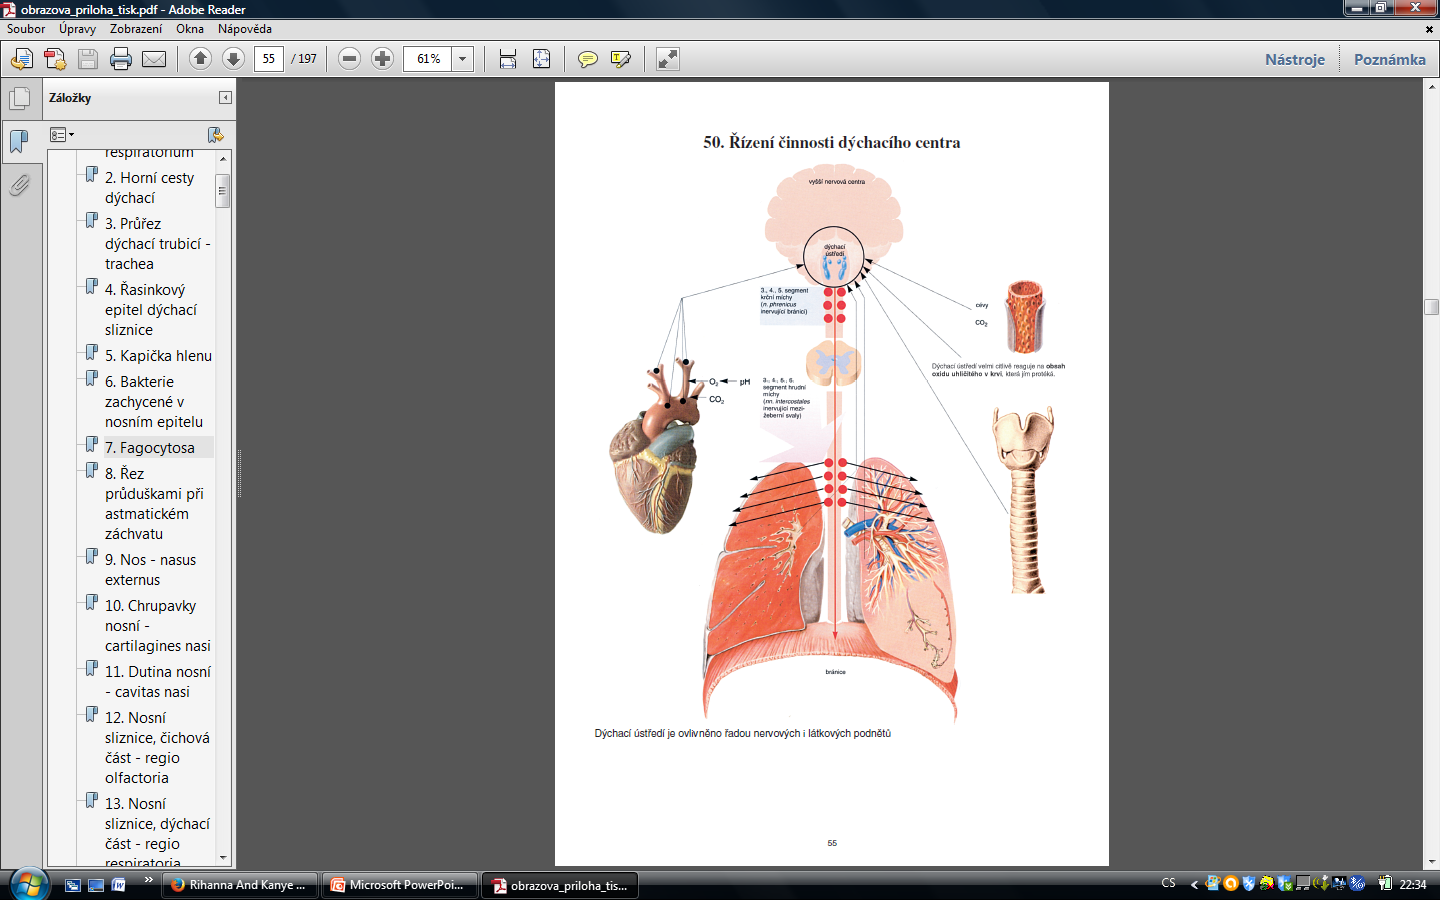 obrazova_priloha_tisk.pdf - Adobe Reader
Soubor Úpravy Zobrazení Okna Nápověda
55 / 197
61%
Nástroje Poznámka
Záložky
respiratorium
2. Horní cesty
dýchací
3. Průřez
dýchací trubicí -
trachea
4. Řasinkový
epitel dýchací
sliznice
5. Kapička hlenu
6. Bakterie
zachycené v
nosním epitelu
7. Fagocytosa
8. Řez
průduškami při
astmatickém
záchvatu
9. Nos - nasus
externus
10. Chrupavky
nosní -
cartilagines nasi
11. Dutina nosní
- cavitas nasi
12. Nosní
sliznice, čichová
část - regio
olfactoria
13. Nosní
sliznice, dýchací
část - regio
respiratoria
50. Řízení činnosti dýchacího centra
vyšší nervová centra
dýchací
ústředí
3., 4., 5. segment
krční míchy
(n. phrenicus
inervující bránici)
cévy
CO2
Dýchací ústředí velmi citlivě reaguje na obsah
oxidu uhličitého v krvi, která jím protéká.
O2
pH
CO2
3., 4., 5., 6.
segment hrudní
míchy
(nn. intercostales
inervující mezi-
žeberní svaly)
bránice
Dýchací ústředí je ovlivněno řadou nervových i látkových podnětů
55
Rihanna And Kanye ...
Microsoft PowerPoi...
obrazova_priloha_tis...
CS
22:34